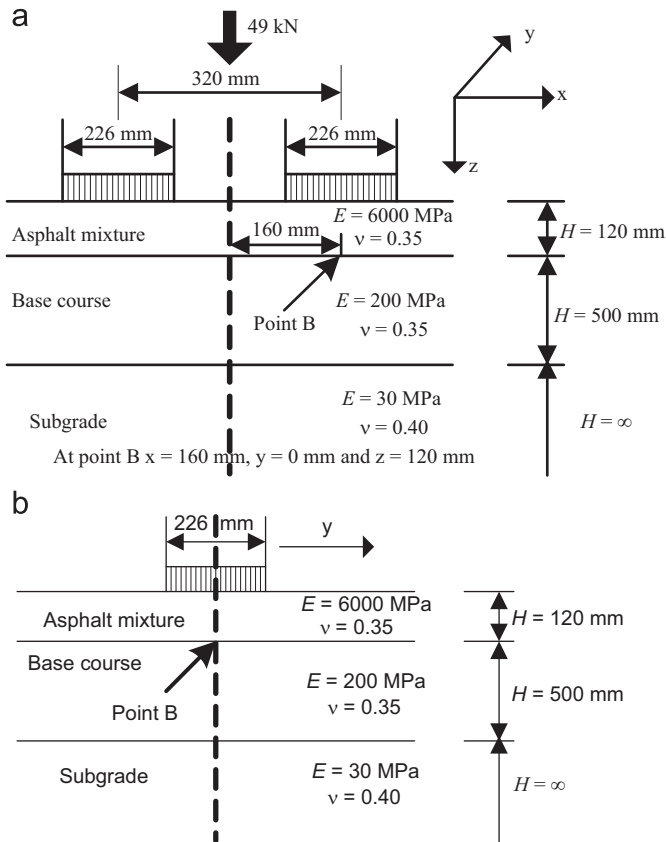 a
49 kN
y
320 mm
x
226 mm
226 mm
z
E = 6000 MPa
Asphalt mixture
160 mm
ν = 0.35
H = 120 mm
Base course
E = 200 MPa
Point B
ν = 0.35
H = 500 mm
E = 30 MPa
Subgrade
ν = 0.40
H = ∞
At point B x = 160 mm, y = 0 mm and z = 120 mm
b
226 mm
y
E = 6000 MPa
Asphalt mixture
ν = 0.35
H = 120 mm
Base course
E = 200 MPa
Point B
ν = 0.35
H = 500 mm
Subgrade
E = 30 MPa
ν = 0.40
H = ∞